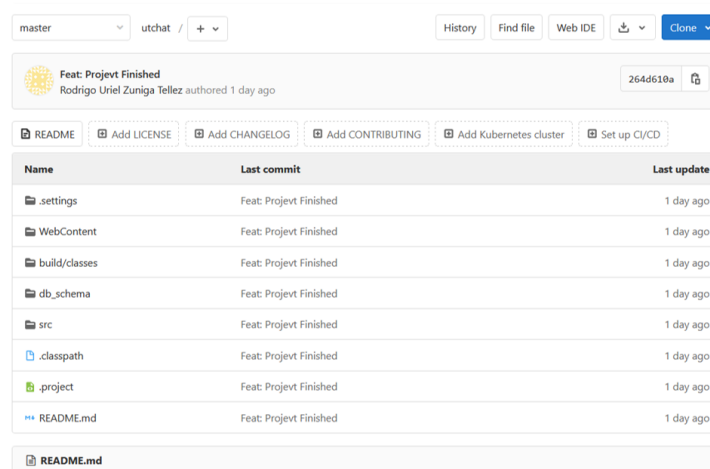 master utchat / + History Find file Web IDE Clone
Feat: Projevt Finished
Rodrigo Uriel Zuniga Tellez authored 1 day ago
264d610a
README Add LICENSE Add CHANGELOG Add CONTRIBUTING Add Kubernetes cluster Set up CI/CD
Name Last commit Last update
.settings Feat: Projevt Finished 1 day ago
WebContent Feat: Projevt Finished 1 day ago
build/classes Feat: Projevt Finished 1 day ago
db_schema Feat: Projevt Finished 1 day ago
src Feat: Projevt Finished 1 day ago
.classpath Feat: Projevt Finished 1 day ago
.project Feat: Projevt Finished 1 day ago
README.md Feat: Projevt Finished 1 day ago
README.md